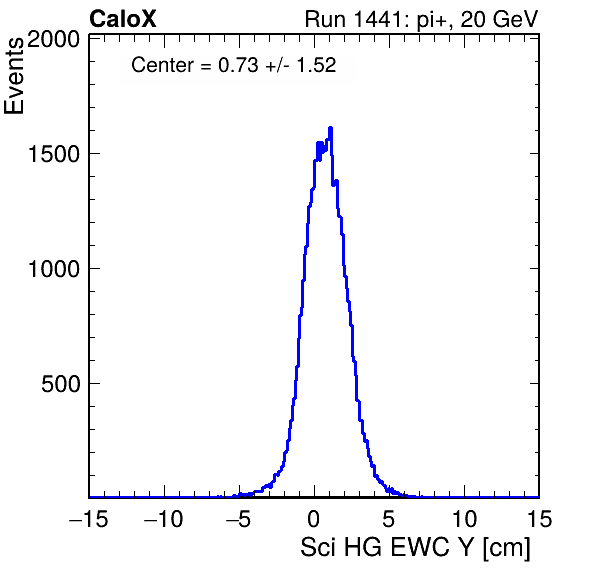 CaloX Run 1441: pi+, 20 GeV
Center = 0.73 +/- 1.52
Events
2000
1500
1000
500
−15 −10 −5 0 5 10 15
Sci HG EWC Y [cm]